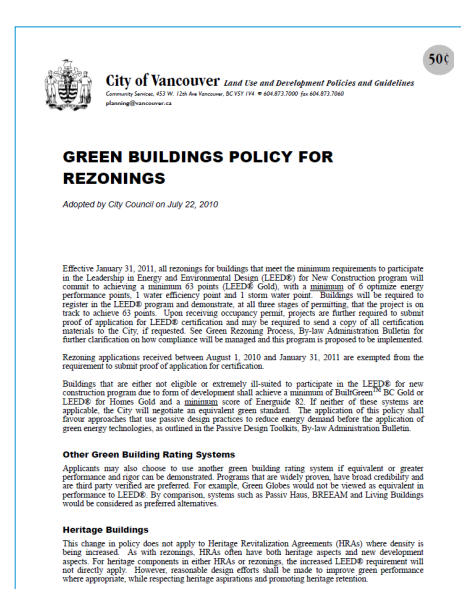 50¢
City of Vancouver Land Use and Development Policies and Guidelines
Community Services, 453 W. 12th Ave Vancouver, BC V5Y 1V4 ☎ 604.873.7000 fax 604.873.7060
planning@vancouver.ca
GREEN BUILDINGS POLICY FOR
REZONINGS
Adopted by City Council on July 22, 2010
Effective January 31, 2011, all rezonings for buildings that meet the minimum requirements to participate
in the Leadership in Energy and Environmental Design (LEED®) for New Construction program will
commit to achieving a minimum 63 points (LEED® Gold), with a minimum of 6 optimize energy
performance points, 1 water efficiency point and 1 storm water point. Buildings will be required to
register in the LEED® program and demonstrate, at all three stages of permitting, that the project is on
track to achieve 63 points. Upon receiving occupancy permit, projects are further required to submit
proof of application for LEED® certification and may be required to send a copy of all certification
materials to the City, if requested. See Green Rezoning Process, By-law Administration Bulletin for
further clarification on how compliance will be managed and this program is proposed to be implemented.
Rezoning applications received between August 1, 2010 and January 31, 2011 are exempted from the
requirement to submit proof of application for certification.
Buildings that are either not eligible or extremely ill-suited to participate in the LEED® for new
construction program due to form of development shall achieve a minimum of BuiltGreen™ BC Gold or
LEED® for Homes Gold and a minimum score of Energuide 82. If neither of these systems are
applicable, the City will negotiate an equivalent green standard. The application of this policy shall
favour approaches that use passive design practices to reduce energy demand before the application of
green energy technologies, as outlined in the Passive Design Toolkits, By-law Administration Bulletin.
Other Green Building Rating Systems
Applicants may also choose to use another green building rating system if equivalent or greater
performance and rigor can be demonstrated. Programs that are widely proven, have broad credibility and
are third party verified are preferred. For example, Green Globes would not be viewed as equivalent in
performance to LEED®. By comparison, systems such as Passiv Haus, BREEAM and Living Buildings
would be considered as preferred alternatives.
Heritage Buildings
This change in policy does not apply to Heritage Revitalization Agreements (HRAs) where density is
being increased. As with rezonings, HRAs often have both heritage aspects and new development
aspects. For heritage components in either HRAs or rezonings, the increased LEED® requirement will
not directly apply. However, reasonable design efforts shall be made to improve green performance
where appropriate, while respecting heritage aspirations and promoting heritage retention.